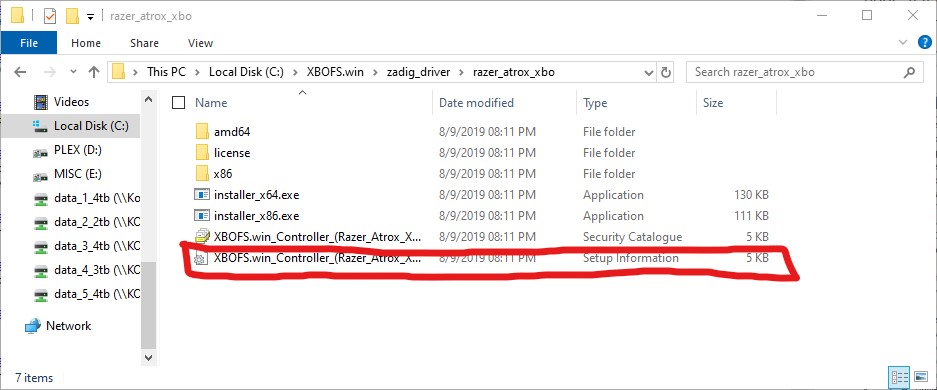 razer_atrox_xbo
File Home Share View
This PC Local Disk (C:) XBOFS.win zadig_driver razer_atrox_xbo Search razer_atrox_xbo
Name Date modified Type Size
Videos
Local Disk (C:)
PLEX (D:)
MISC (E:)
data_1_4tb (\\Ko
data_2_2tb (\\KO
data_3_4tb (\\KO
data_4_3tb (\\KO
data_5_4tb (\\KO
Network
amd64 8/9/2019 08:11 PM File folder
license 8/9/2019 08:11 PM File folder
x86 8/9/2019 08:11 PM File folder
installer_x64.exe 8/9/2019 08:11 PM Application 130 KB
installer_x86.exe 8/9/2019 08:11 PM Application 111 KB
XBOFS.win_Controller_(Razer_Atrox_X... 8/9/2019 08:11 PM Security Catalogue 5 KB
XBOFS.win_Controller_(Razer_Atrox_X... 8/9/2019 08:11 PM Setup Information 5 KB
7 items